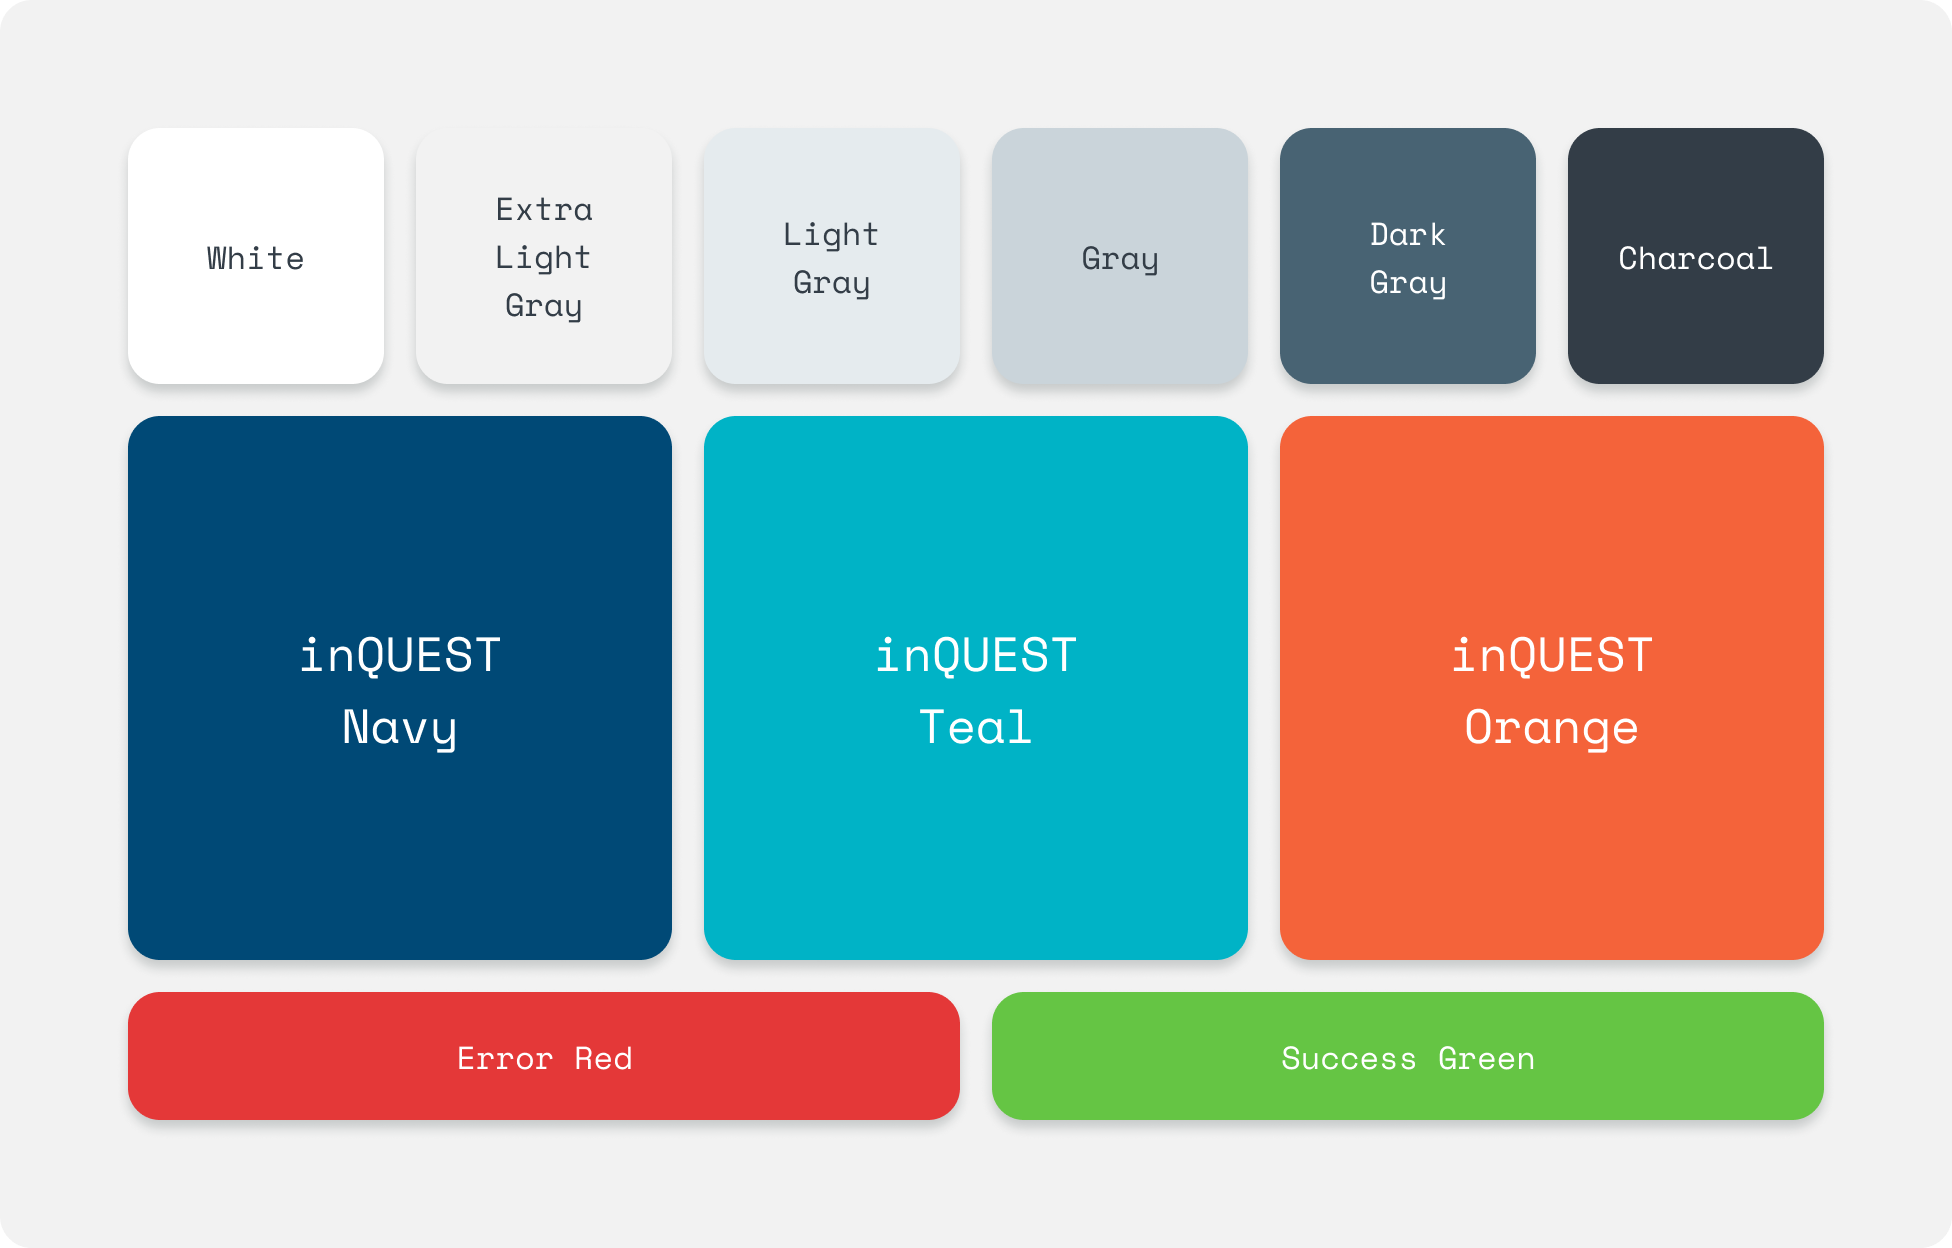 White
Extra
Light
Gray
Light
Gray
Gray
Dark
Gray
Charcoal
inQUEST
Navy
inQUEST
Teal
inQUEST
Orange
Error Red
Success Green